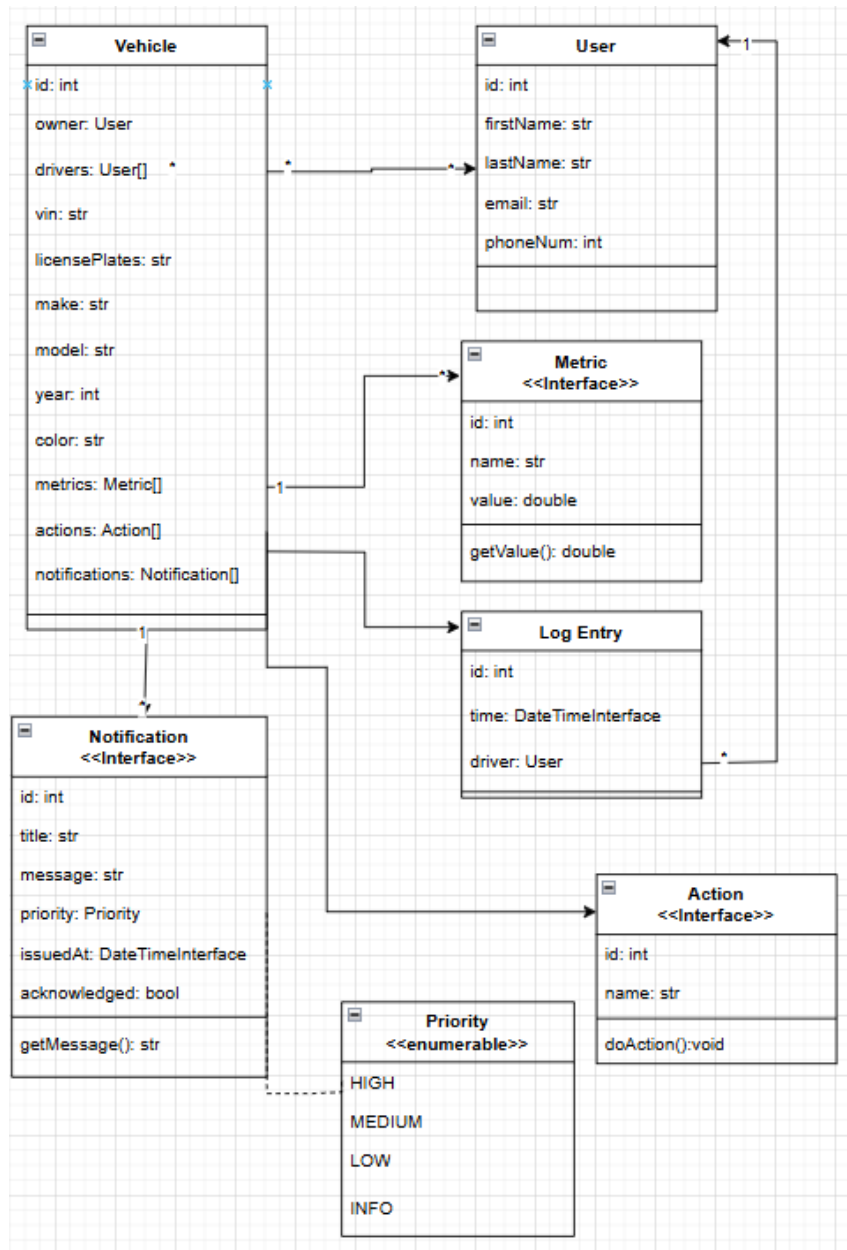 Vehicle
id: int
owner: User
drivers: User[] *
vin: str
licensePlates: str
make: str
model: str
year: int
color: str
metrics: Metric[]
actions: Action[]
notifications: Notification[]
*
*
User
id: int
firstName: str
lastName: str
email: str
phoneNum: int
1
Metric
<<Interface>>
id: int
name: str
value: double
getValue(): double
1
*
Log Entry
id: int
time: DateTimeInterface
driver: User
*
1
*
Notification
<<Interface>>
id: int
title: str
message: str
priority: Priority
issuedAt: DateTimeInterface
acknowledged: bool
getMessage(): str
Action
<<Interface>>
id: int
name: str
doAction():void
Priority
<<enumerable>>
HIGH
MEDIUM
LOW
INFO